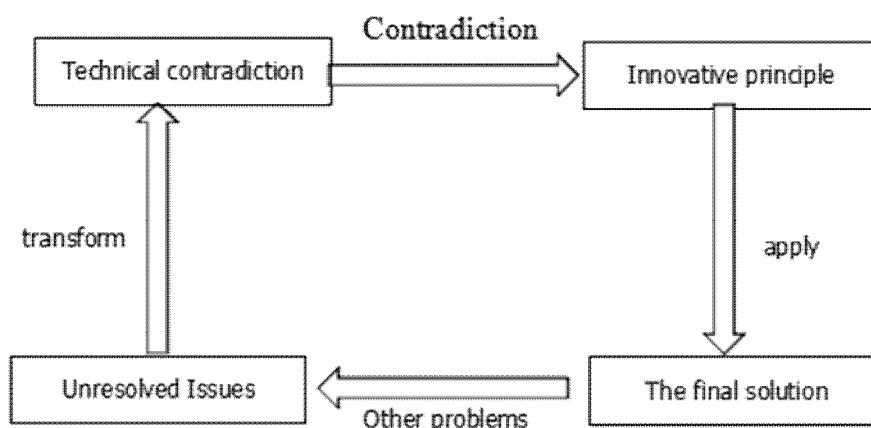 Contradiction
Technical contradiction
Innovative principle
transform
apply
Unresolved Issues
The final solution
Other problems